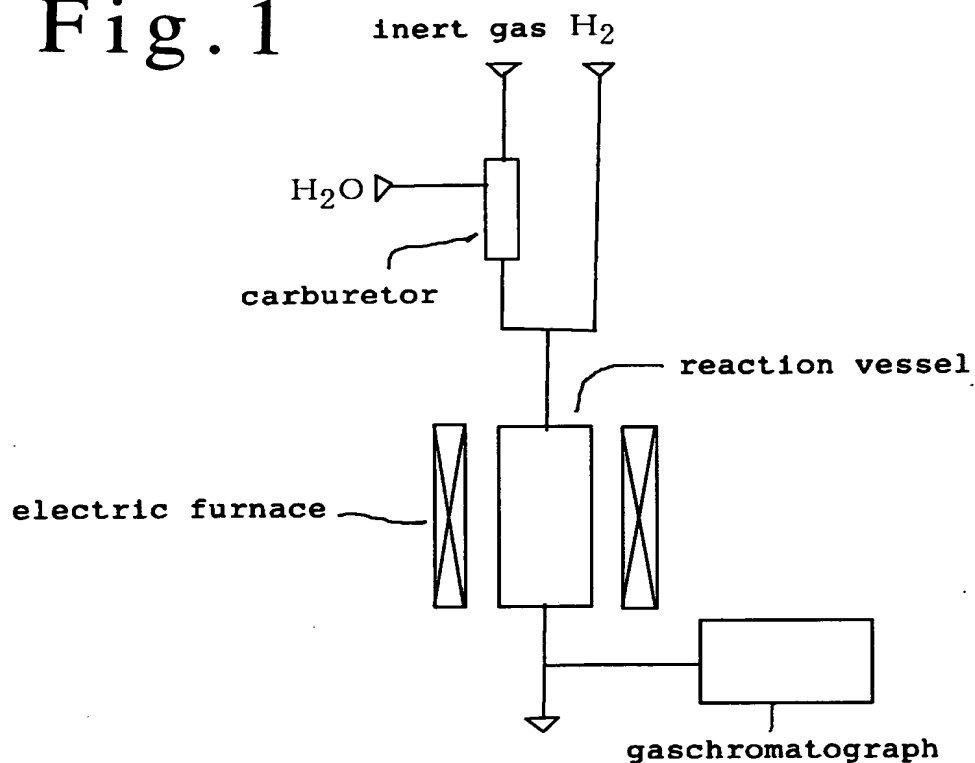 Fig.1
inert gas H₂
H₂O
carburetor
reaction vessel
electric furnace
gaschromatograph